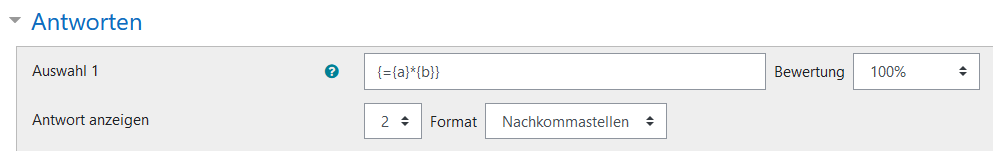 Antworten
Auswahl 1 ? {={a}*{b}} Bewertung 100%
Antwort anzeigen 2 Format Nachkommastellen